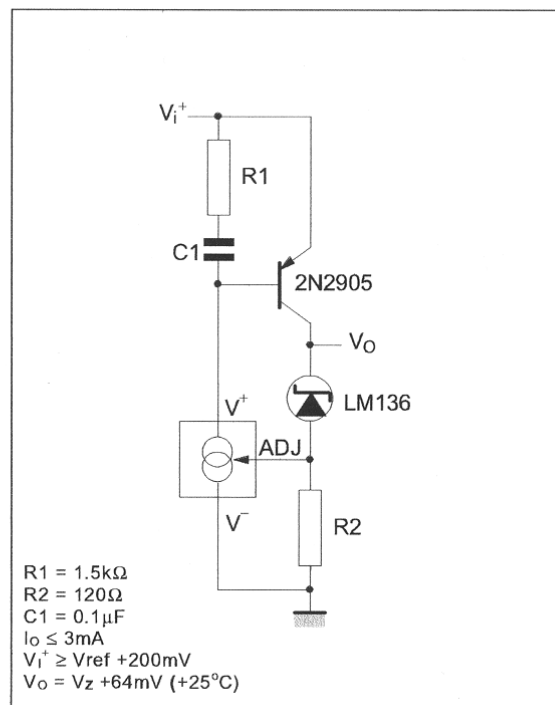 Vi+
R1
C1
2N2905
VO
LM136
V+
ADJ
V−
R2
R1 = 1.5kΩ
R2 = 120Ω
C1 = 0.1µF
IO ≤ 3mA
VI+ ≥ Vref +200mV
VO = VZ +64mV (+25°C)